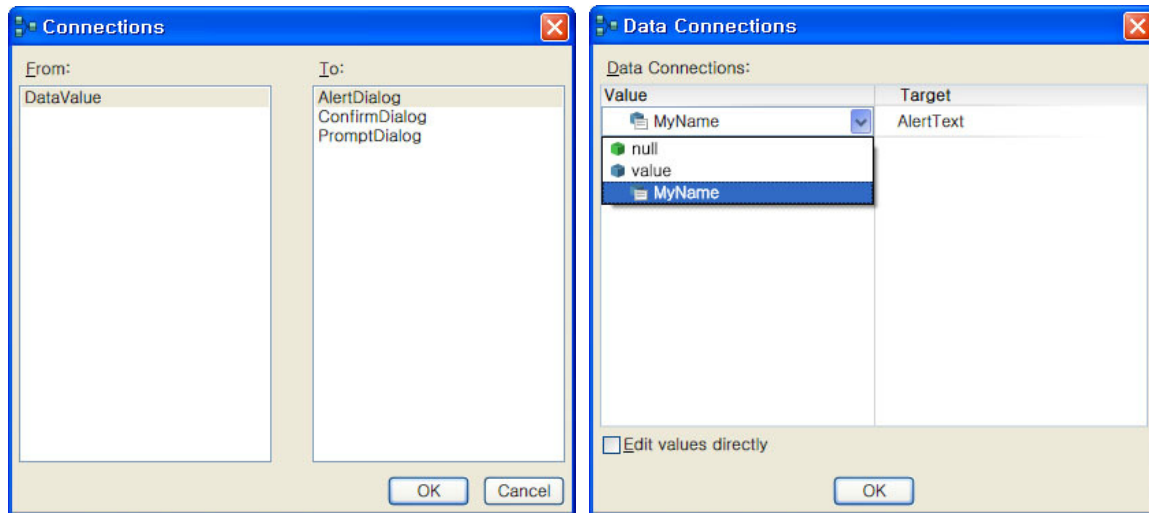 Connections
From:
To:
DataValue
AlertDialog
ConfirmDialog
PromptDialog
OK
Cancel
Data Connections
Data Connections:
Value
Target
MyName
AlertText
null
value
MyName
Edit values directly
OK